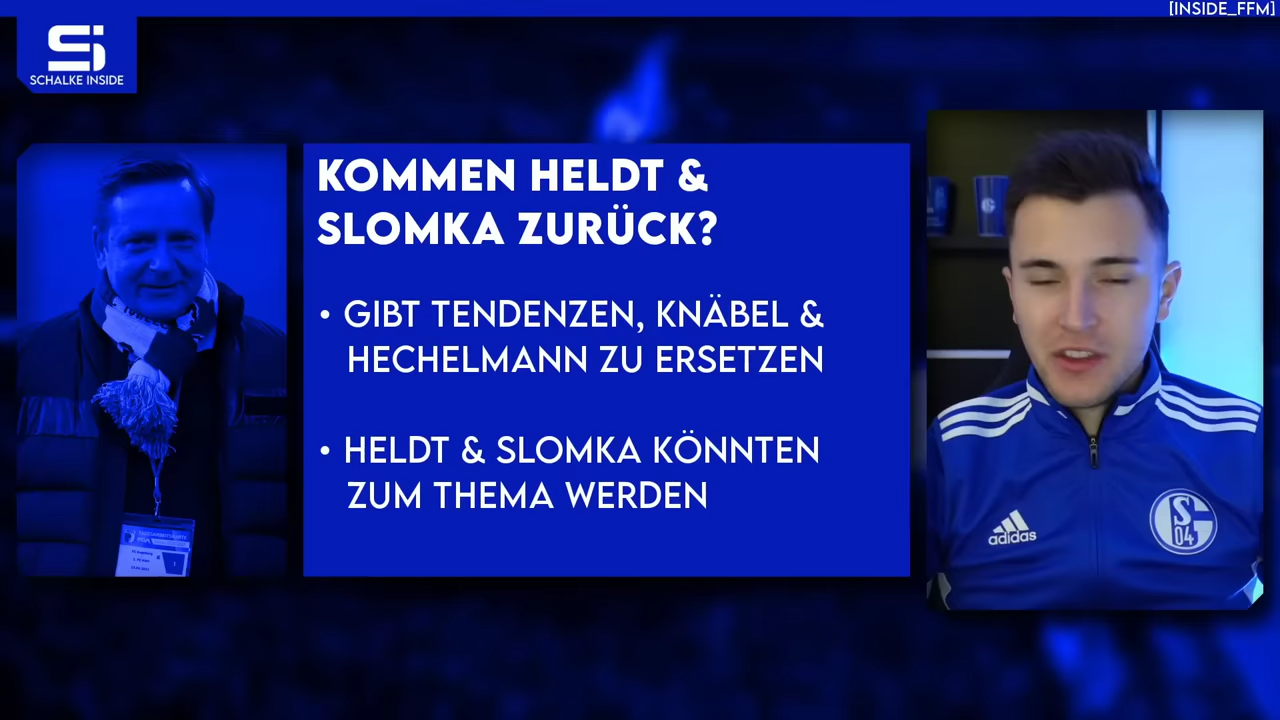 [INSIDE_FFM]
SCHALKE INSIDE
KOMMEN HELDT &
SLOMKA ZURÜCK?
• GIBT TENDENZEN, KNÄBEL &
HECHELMANN ZU ERSETZEN
• HELDT & SLOMKA KÖNNTEN
ZUM THEMA WERDEN
adidas
S
04